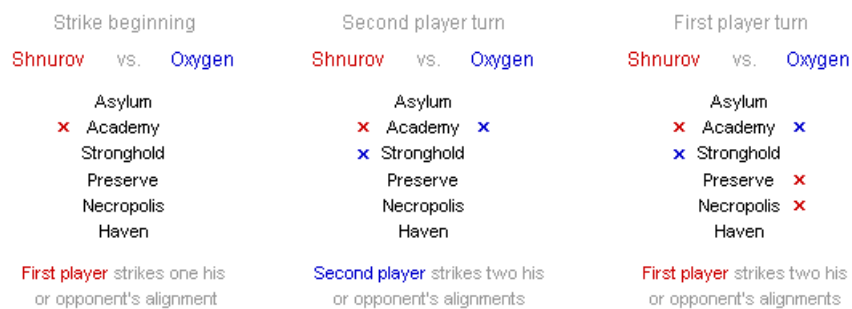 Strike beginning
Shnurov vs. Oxygen
Asylum
× Academy
Stronghold
Preserve
Necropolis
Haven
First player strikes one his
or opponent's alignment
Second player turn
Shnurov vs. Oxygen
Asylum
× Academy ×
× Stronghold
Preserve
Necropolis
Haven
Second player strikes two his
or opponent's alignments
First player turn
Shnurov vs. Oxygen
Asylum
× Academy ×
× Stronghold
Preserve ×
Necropolis ×
Haven
First player strikes two his
or opponent's alignments